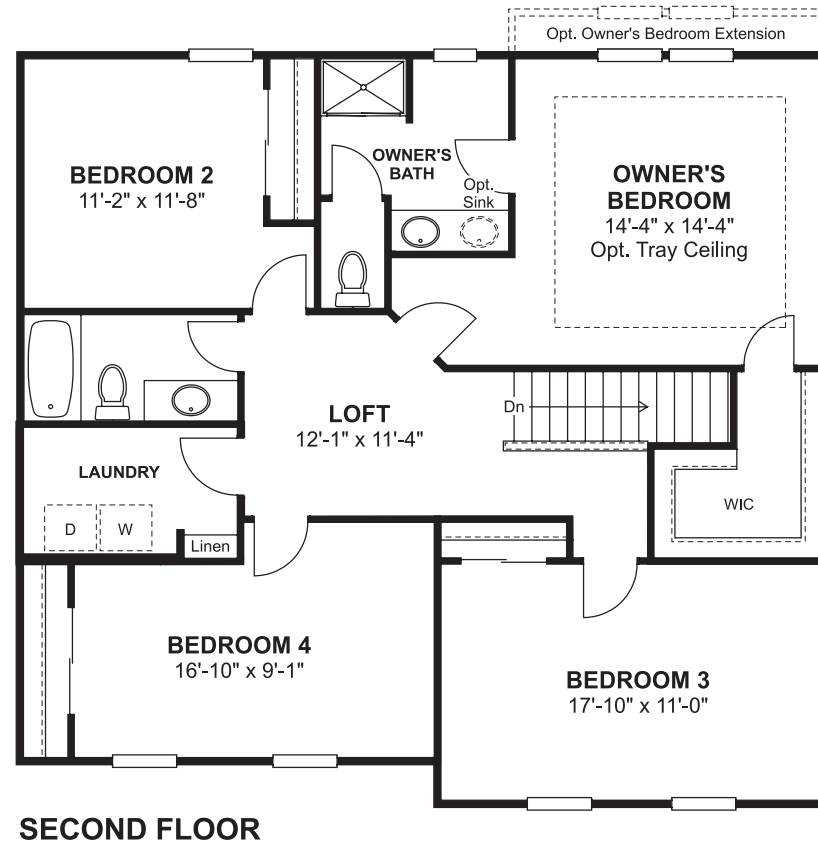 Opt. Owner's Bedroom Extension
BEDROOM 2
11'-2" x 11'-8"
OWNER'S
BATH
Opt.
Sink
OWNER'S
BEDROOM
14'-4" x 14'-4"
Opt. Tray Ceiling
LOFT
12'-1" x 11'-4"
Dn
LAUNDRY
D
W
Linen
WIC
BEDROOM 4
16'-10" x 9'-1"
BEDROOM 3
17'-10" x 11'-0"
SECOND FLOOR